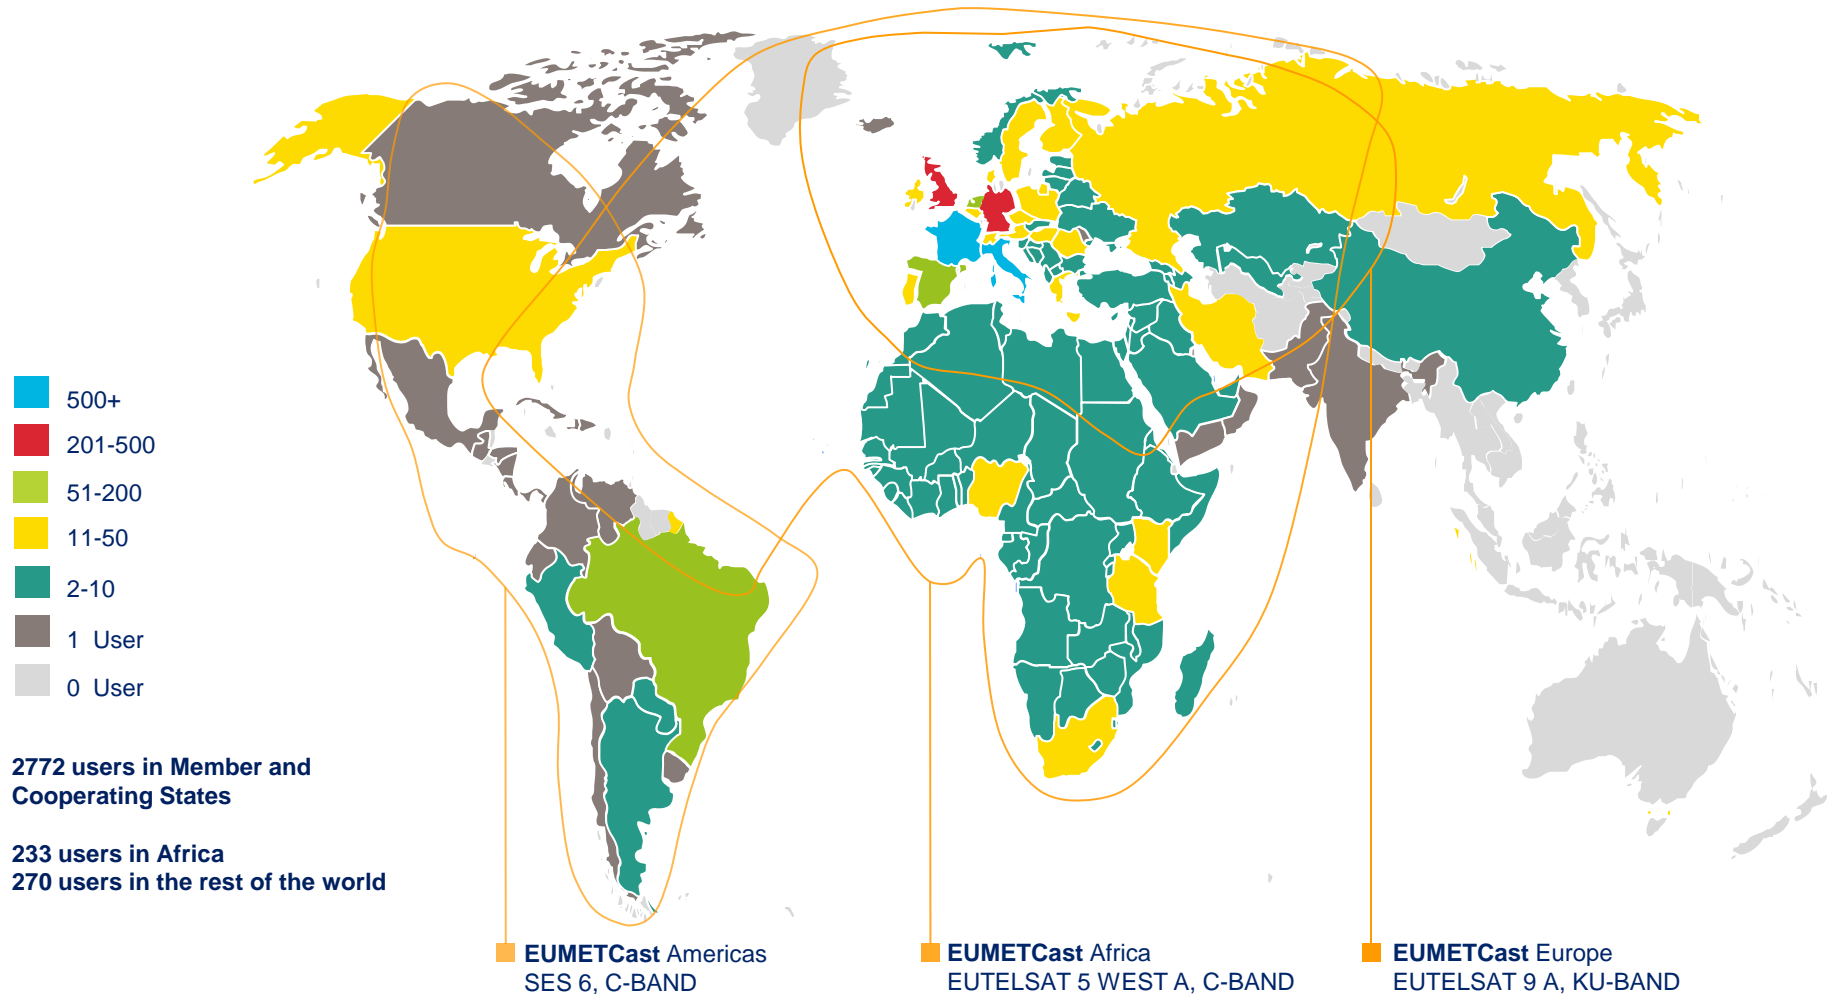 500+
201-500
51-200
11-50
2-10
1 User
0 User
2772 users in Member and
Cooperating States
233 users in Africa
270 users in the rest of the world
EUMETCast Americas
SES 6, C-BAND
EUMETCast Africa
EUTELSAT 5 WEST A, C-BAND
EUMETCast Europe
EUTELSAT 9 A, KU-BAND